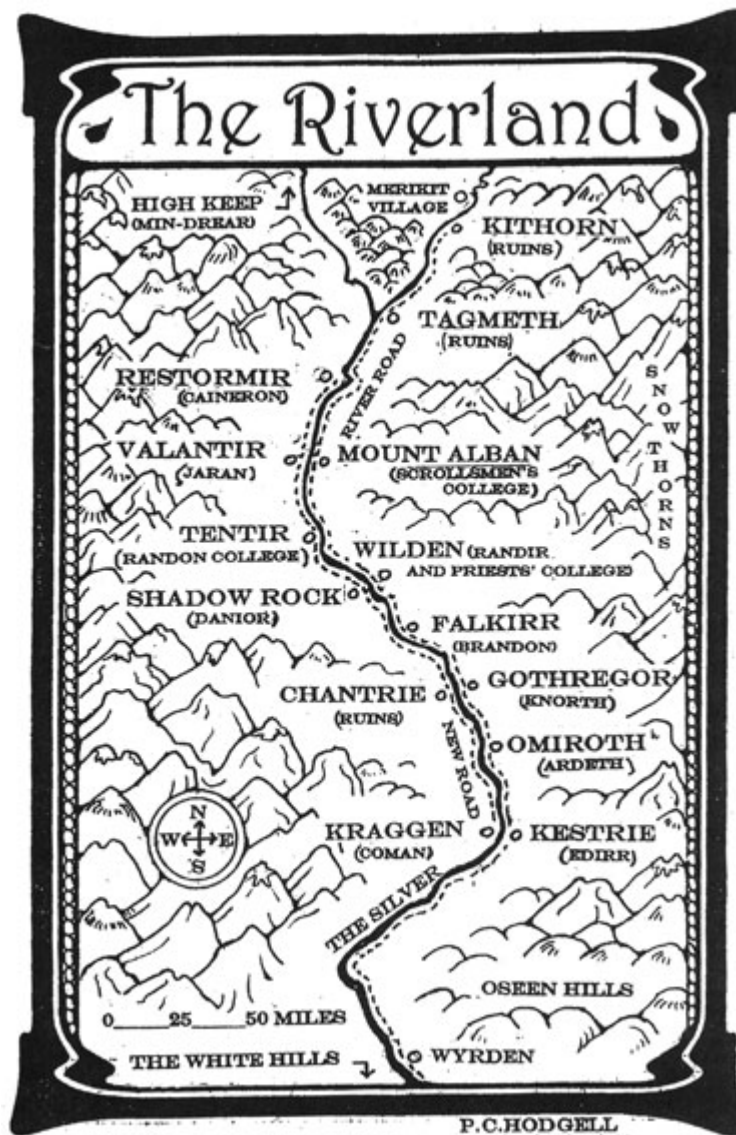 The Riverland
HIGH KEEP
(MIN-DREAR)
MERIKIT
VILLAGE
KITHORN
(RUINS)
TAGMETH
(RUINS)
RIVER ROAD
RESTORMIR
(CAINERON)
SNOWTHORNS
VALANTIR
(JARAN)
MOUNT ALBAN
(SCROLLSMEN'S
COLLEGE)
TENTIR
(RANDON COLLEGE)
WILDEN (RANDIR
AND PRIESTS' COLLEGE)
SHADOW ROCK
(DANIOR)
FALKIRR
(BRANDON)
GOTHREGOR
(KNORTH)
CHANTRIE
(RUINS)
NEW ROAD
OMIROTH
(ARDETH)
N
W E
S
KRAGGEN
(COMAN)
KESTRIE
(EDIRR)
THE SILVER
OSEEN HILLS
0 25 50 MILES
THE WHITE HILLS
WYRDEN
P.C.HODGELL